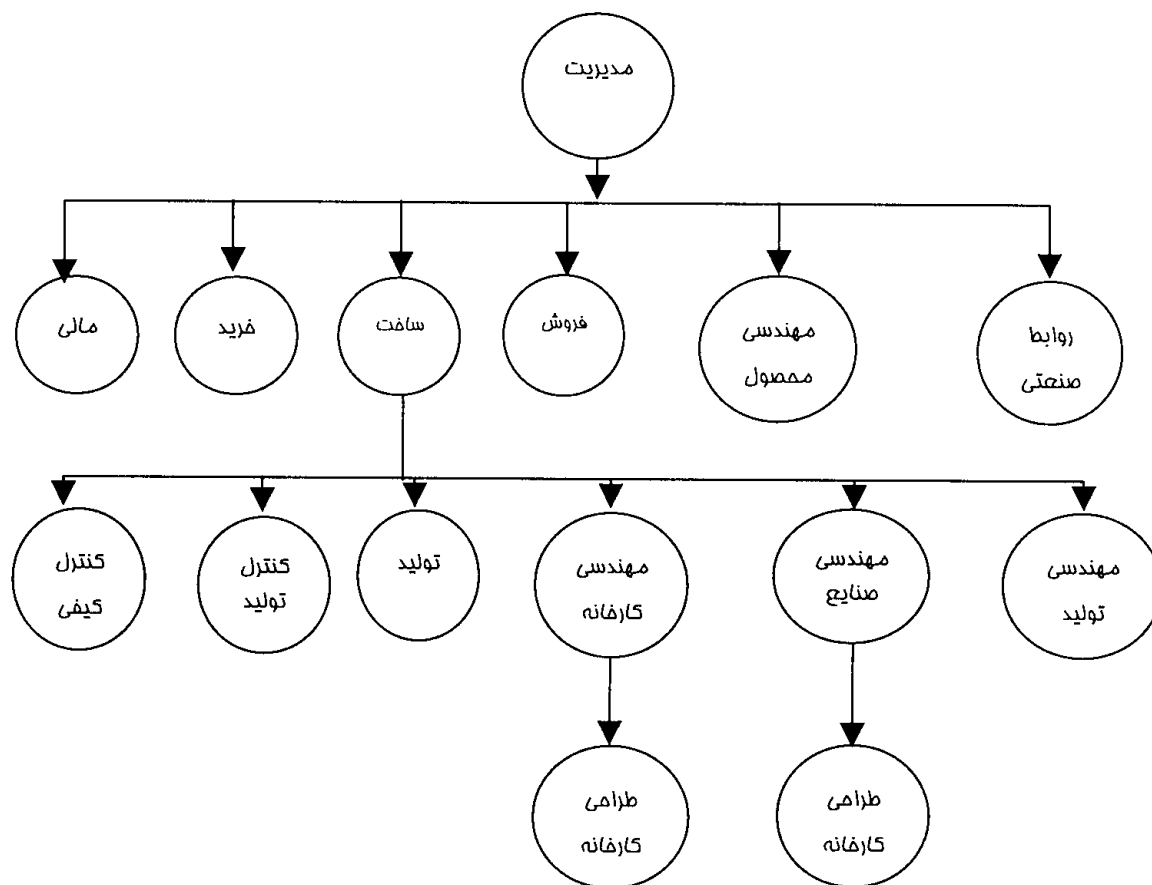 مدیریت
روابط
صنعتی
مهندسی
محصول
فروش
ساخت
خرید
مالی
مهندسی
تولید
مهندسی
صنایع
مهندسی
کارخانه
تولید
کنترل
تولید
کنترل
کیفی
طراحی
کارخانه
طراحی
کارخانه